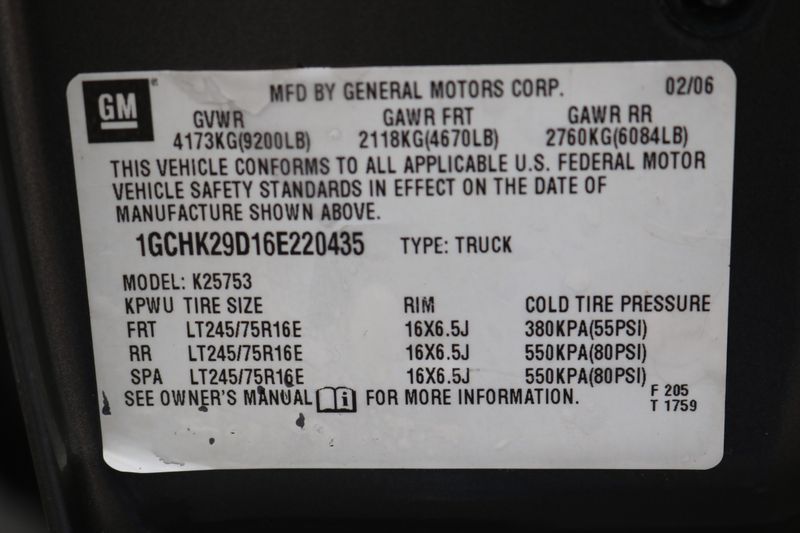 GM
MFD BY GENERAL MOTORS CORP. 02/06
GVWR GAWR FRT GAWR RR
4173KG(9200LB) 2118KG(4670LB) 2760KG(6084LB)
THIS VEHICLE CONFORMS TO ALL APPLICABLE U.S. FEDERAL MOTOR
VEHICLE SAFETY STANDARDS IN EFFECT ON THE DATE OF
MANUFACTURE SHOWN ABOVE.
1GCHK29D16E220435 TYPE: TRUCK
MODEL: K25753
KPWU TIRE SIZE RIM COLD TIRE PRESSURE
FRT LT245/75R16E 16X6.5J 380KPA(55PSI)
RR LT245/75R16E 16X6.5J 550KPA(80PSI)
SPA LT245/75R16E 16X6.5J 550KPA(80PSI)
SEE OWNER'S MANUAL i FOR MORE INFORMATION.
F 205
T 1759